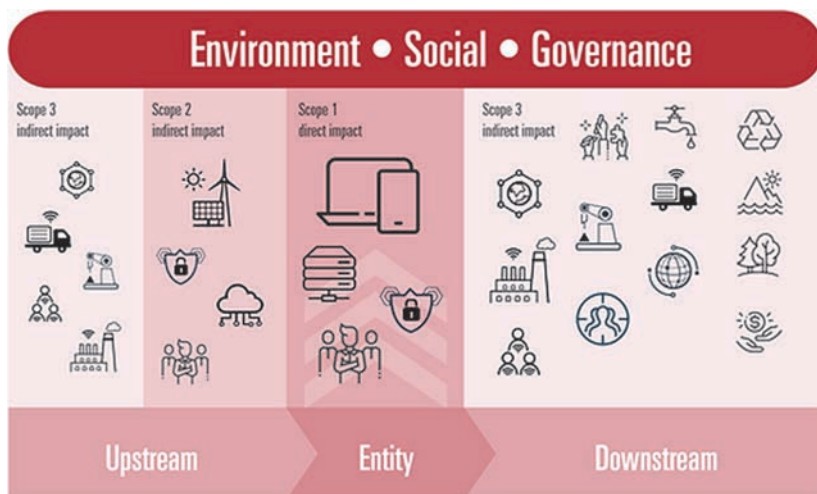 Environment • Social • Governance
Scope 3
indirect impact
Scope 2
indirect impact
Scope 1
direct impact
Scope 3
indirect impact
Upstream
Entity
Downstream